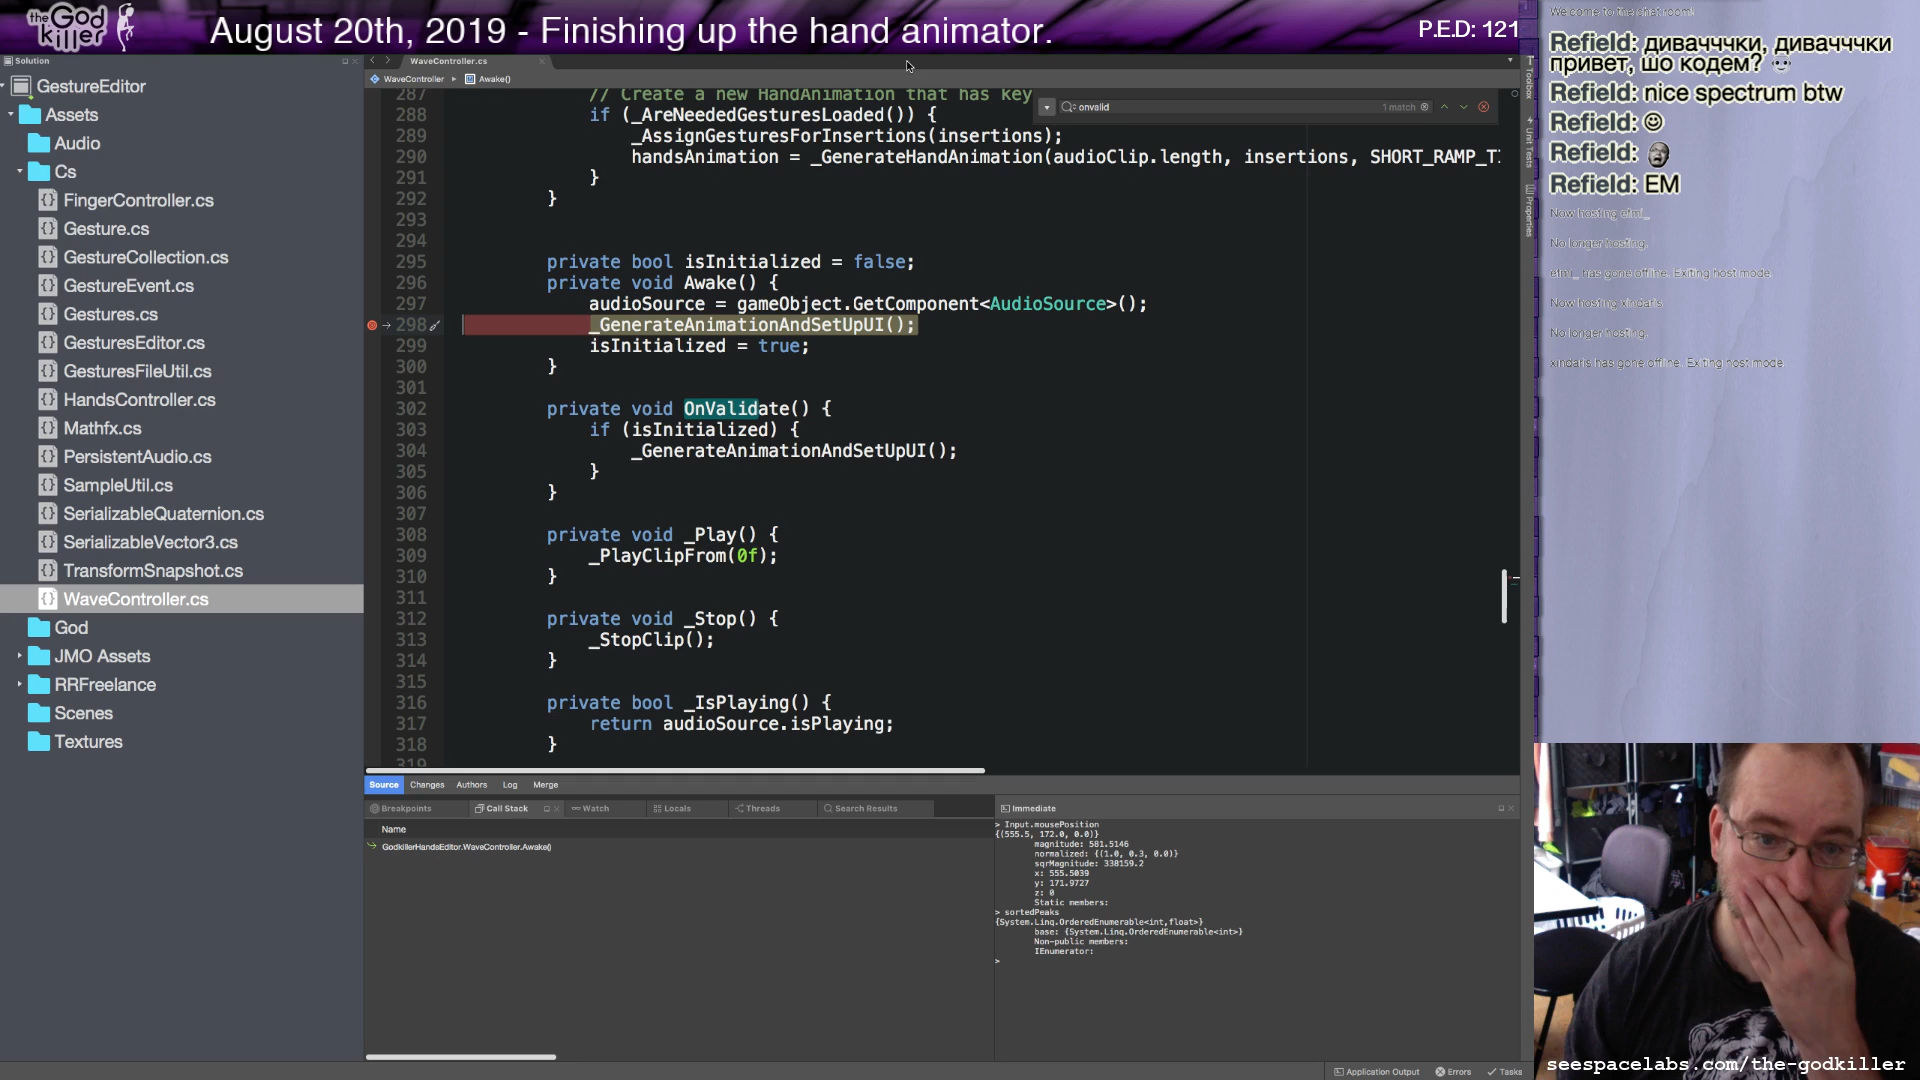 the God killer
August 20th, 2019 - Finishing up the hand animator.
P.E.D: 121
Solution
GestureEditor
Assets
Audio
Cs
FingerController.cs
Gesture.cs
GestureCollection.cs
GestureEvent.cs
Gestures.cs
GesturesEditor.cs
GesturesFileUtil.cs
HandsController.cs
Mathfx.cs
PersistentAudio.cs
SampleUtil.cs
SerializableQuaternion.cs
SerializableVector3.cs
TransformSnapshot.cs
WaveController.cs
God
JMO Assets
RRFreelance
Scenes
Textures
WaveController.cs
WaveController ▸ Awake()
onvalid 1 match
287 // Create a new HandAnimation that has key
288 if (_AreNeededGesturesLoaded()) {
289 _AssignGesturesForInsertions(insertions);
290 handsAnimation = _GenerateHandAnimation(audioClip.length, insertions, SHORT_RAMP_T
291 }
292 }
293
294
295 private bool isInitialized = false;
296 private void Awake() {
297 audioSource = gameObject.GetComponent<AudioSource>();
298 _GenerateAnimationAndSetUpUI();
299 isInitialized = true;
300 }
301
302 private void OnValidate() {
303 if (isInitialized) {
304 _GenerateAnimationAndSetUpUI();
305 }
306 }
307
308 private void _Play() {
309 _PlayClipFrom(0f);
310 }
311
312 private void _Stop() {
313 _StopClip();
314 }
315
316 private bool _IsPlaying() {
317 return audioSource.isPlaying;
318 }
319
Source Changes Authors Log Merge
Breakpoints Call Stack Watch Locals Threads Search Results
Name
GodkillerHandsEditor.WaveController.Awake()
Immediate
> Input.mousePosition
{(555.5, 172.0, 0.0)}
magnitude: 581.5146
normalized: {(1.0, 0.3, 0.0)}
sqrMagnitude: 338159.2
x: 555.5039
y: 171.9727
z: 0
Static members:
> sortedPeaks
{System.Linq.OrderedEnumerable<int,float>}
base: {System.Linq.OrderedEnumerable<int>}
Non-public members:
IEnumerator:
>
Application Output Errors Tasks
Toolbox
Unit Tests
Properties
Welcome to the chat room!
Refield: диваччки, диваччки
привет, шо кодем?
Refield: nice spectrum btw
Refield:
Refield:
Refield: EM
Now hosting efmi_
No longer hosting.
efmi_ has gone offline. Exiting host mode.
Now hosting xindaris
No longer hosting.
xindaris has gone offline. Exiting host mode.
seespacelabs.com/the-godkiller